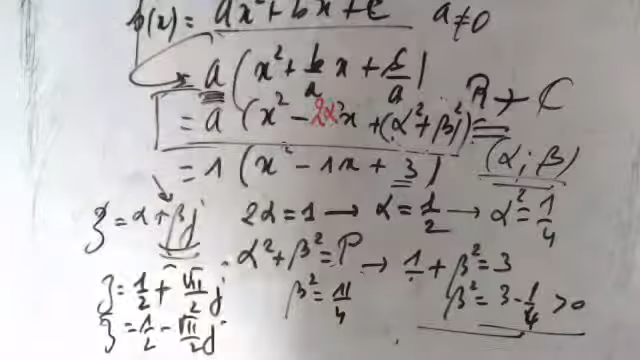 p(x) = ax² + bx + c   a ≠ 0
= a (x² + b/a x + c/a)
= a (x² - 2αx + (α² + β²))   R → C
= 1 (x² - 1x + 3)   (α; β)
z = α + βj   2α = 1 → α = 1/2 → α² = 1/4
α² + β² = P → 1/ + β² = 3
z = 1/2 + √11/2 j   β² = 11/4   β² = 3 - 1/4 > 0
z = 1/2 - √11/2 j